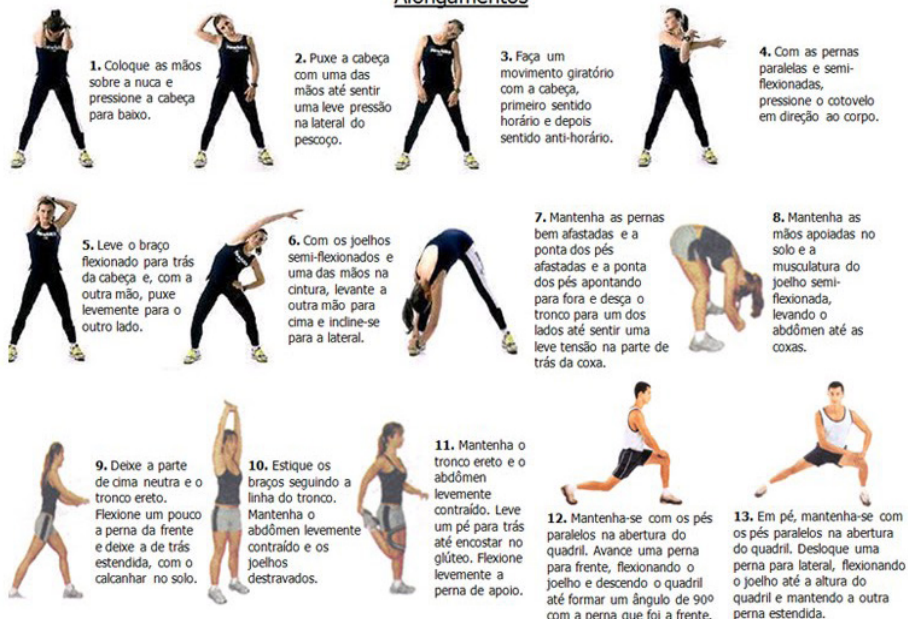 Alongamentos
1. Coloque as mãos
sobre a nuca e
pressione a cabeça
para baixo.
2. Puxe a cabeça
com uma das
mãos até sentir
uma leve pressão
na lateral do
pescoço.
3. Faça um
movimento giratório
com a cabeça,
primeiro sentido
horário e depois
sentido anti-horário.
4. Com as pernas
paralelas e semi-
flexionadas,
pressione o cotovelo
em direção ao corpo.
5. Leve o braço
flexionado para trás
da cabeça e, com a
outra mão, puxe
levemente para o
outro lado.
6. Com os joelhos
semi-flexionados e
uma das mãos na
cintura, levante a
outra mão para
cima e incline-se
para a lateral.
7. Mantenha as pernas
bem afastadas e a
ponta dos pés
afastadas e a ponta
dos pés apontando
para fora e desça o
tronco para um dos
lados até sentir uma
leve tensão na parte de
trás da coxa.
8. Mantenha as
mãos apoiadas no
solo e a
musculatura do
joelho semi-
flexionada,
levando o
abdômen até as
coxas.
9. Deixe a parte
de cima neutra e o
tronco ereto.
Flexione um pouco
a perna da frente
e deixe a de trás
estendida, com o
calcanhar no solo.
10. Estique os
braços seguindo a
linha do tronco.
Mantenha o
abdômen levemente
contraído e os
joelhos
destravados.
11. Mantenha o
tronco ereto e o
abdômen
levemente
contraído. Leve
um pé para trás
até encostar no
glúteo. Flexione
levemente a
perna de apoio.
12. Mantenha-se com os pés
paralelos na abertura do
quadril. Avance uma perna
para frente, flexionando o
joelho e descendo o quadril
até formar um ângulo de 90º
com a perna que foi a frente.
13. Em pé, mantenha-se com
os pés paralelos na abertura
do quadril. Desloque uma
perna para lateral, flexionando
o joelho até a altura do
quadril e mantendo a outra
perna estendida.